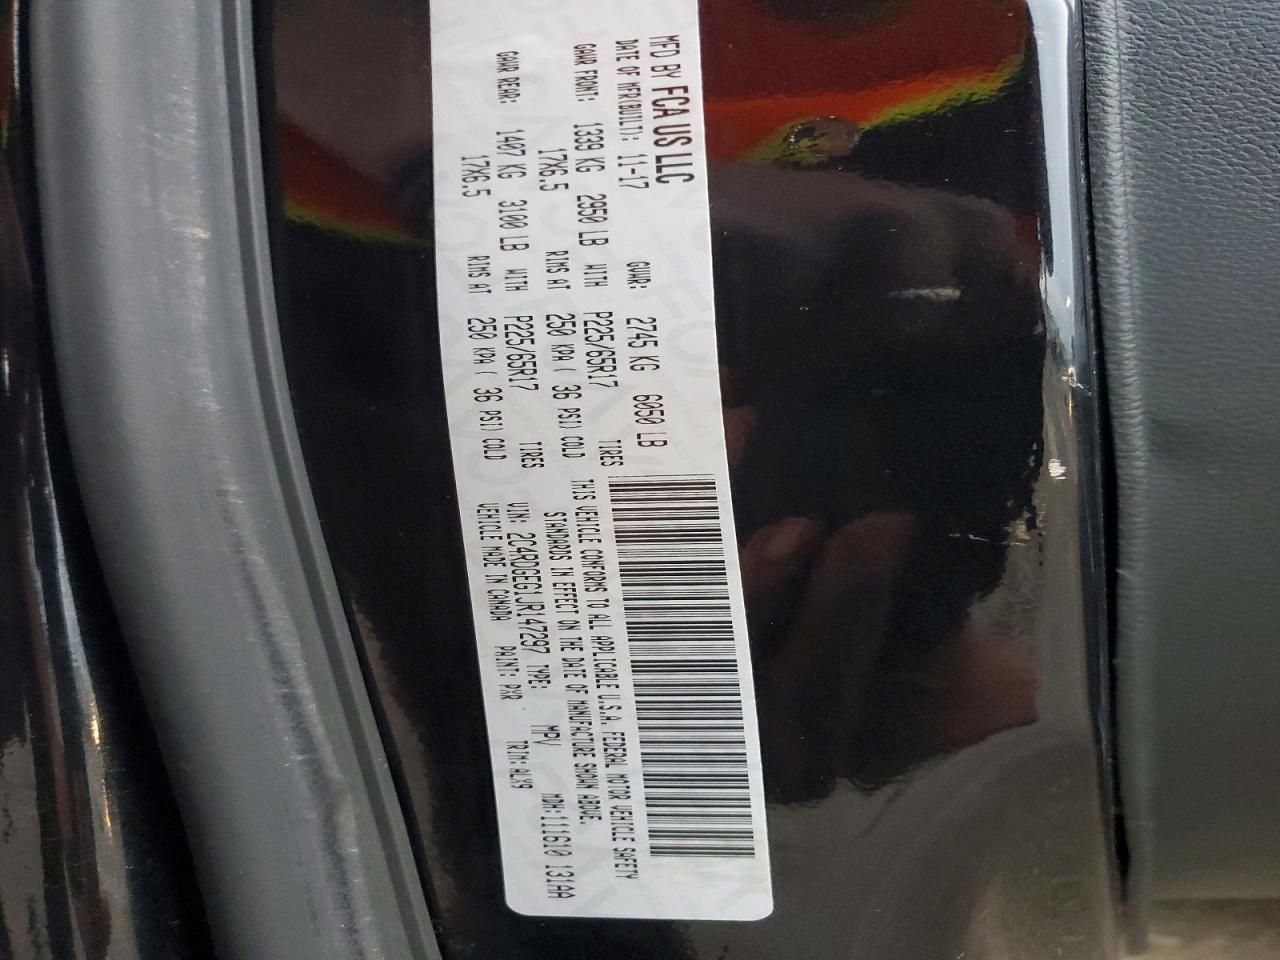 MFD BY FCA US LLC
DATE OF MFR(BUILT): 11-17 GVWR: 2745 KG 6050 LB
GAWR FRONT: 1339 KG 2950 LB WITH P225/65R17 TIRES
17X6.5 RIMS AT 250 KPA ( 36 PSI) COLD
GAWR REAR: 1407 KG 3100 LB WITH P225/65R17 TIRES
17X6.5 RIMS AT 250 KPA ( 36 PSI) COLD
THIS VEHICLE CONFORMS TO ALL APPLICABLE U.S.A. FEDERAL MOTOR VEHICLE SAFETY
STANDARDS IN EFFECT ON THE DATE OF MANUFACTURE SHOWN ABOVE.
VIN: 2C4RDGEG1JR147297 TYPE: MPV MDH:111610 131AA
VEHICLE MADE IN CANADA PAINT: PXR TRIM:ALX9